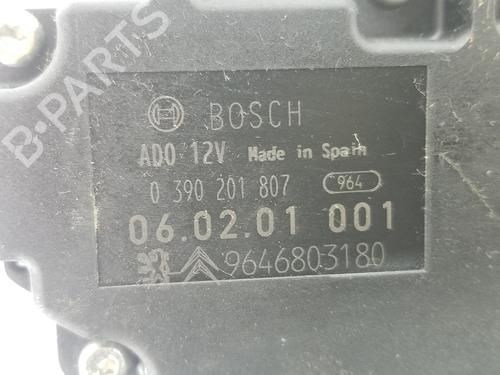 BOSCH
ADO 12V Made in Spain
0 390 201 807 964
06.02.01 001
9646803180
B-PARTS